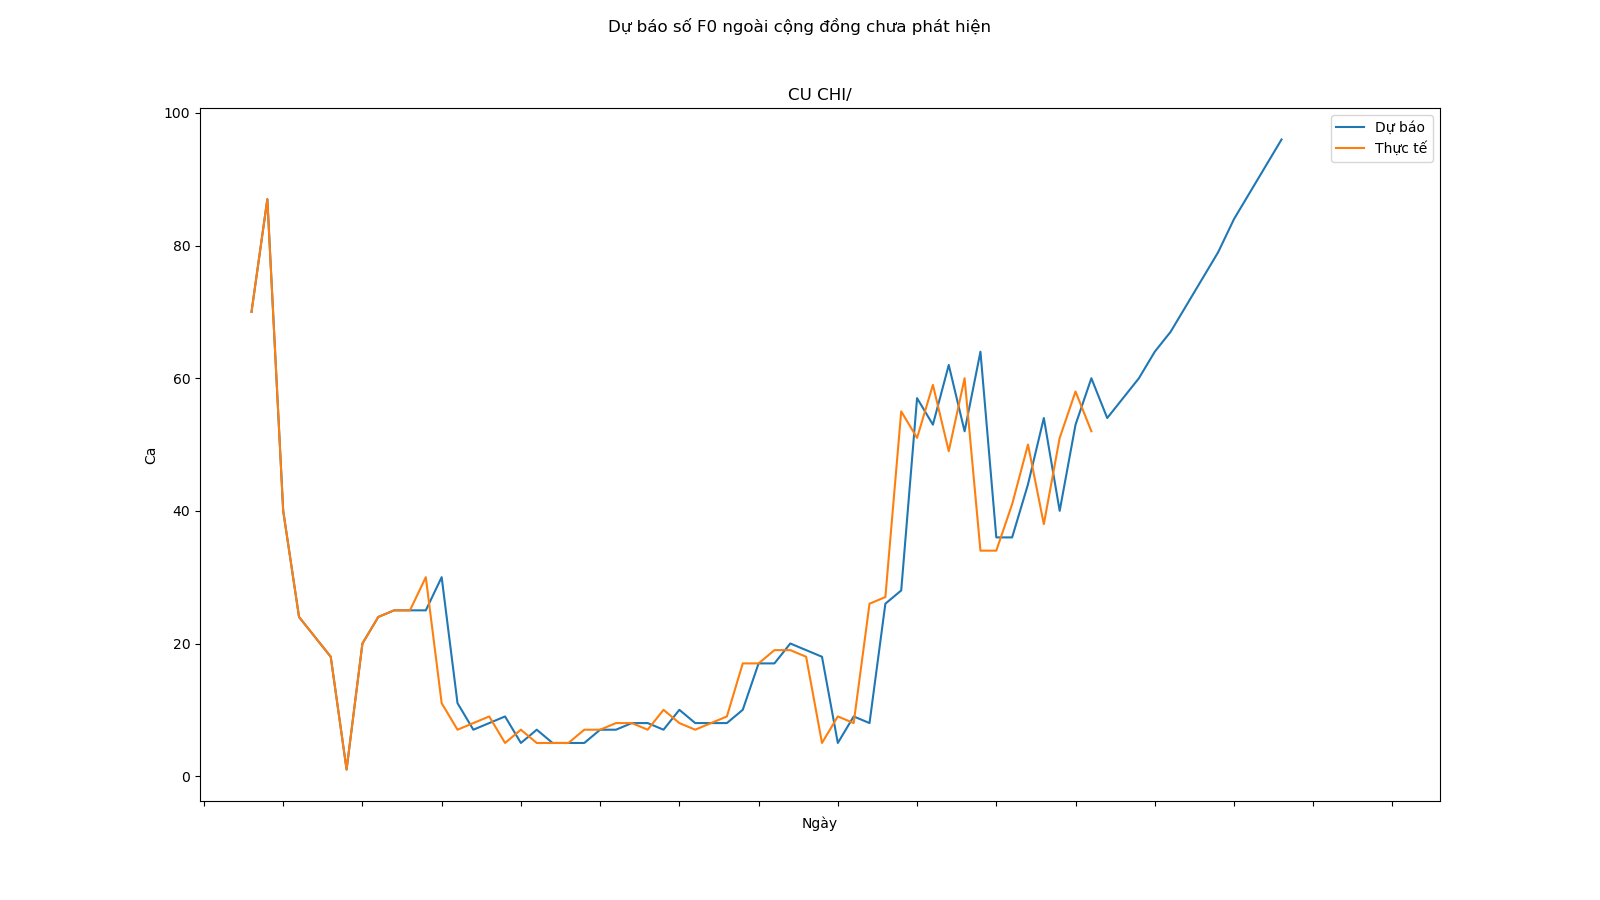 Dự báo số F0 ngoài cộng đồng chưa phát hiện
CU CHI/
100
80
60
40
20
0
Ca
Ngày
Dự báo
Thực tế